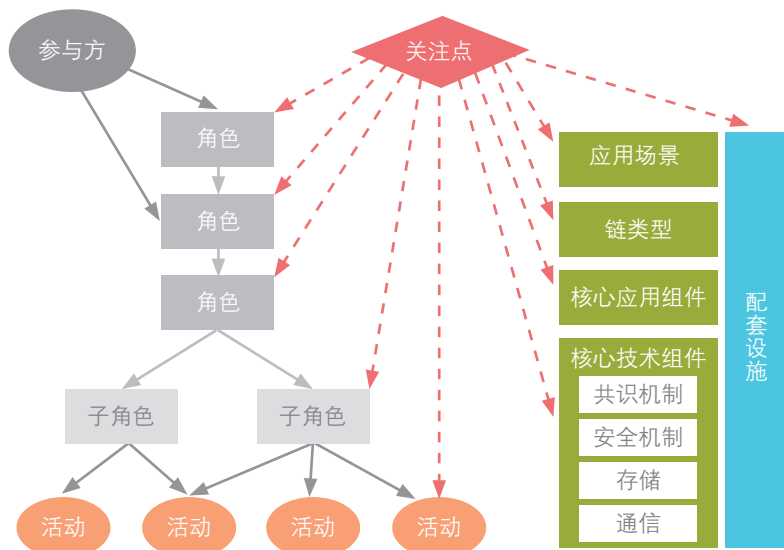 参与方
关注点
角色
角色
角色
子角色
子角色
活动
活动
活动
活动
应用场景
链类型
核心应用组件
核心技术组件
共识机制
安全机制
存储
通信
配套设施